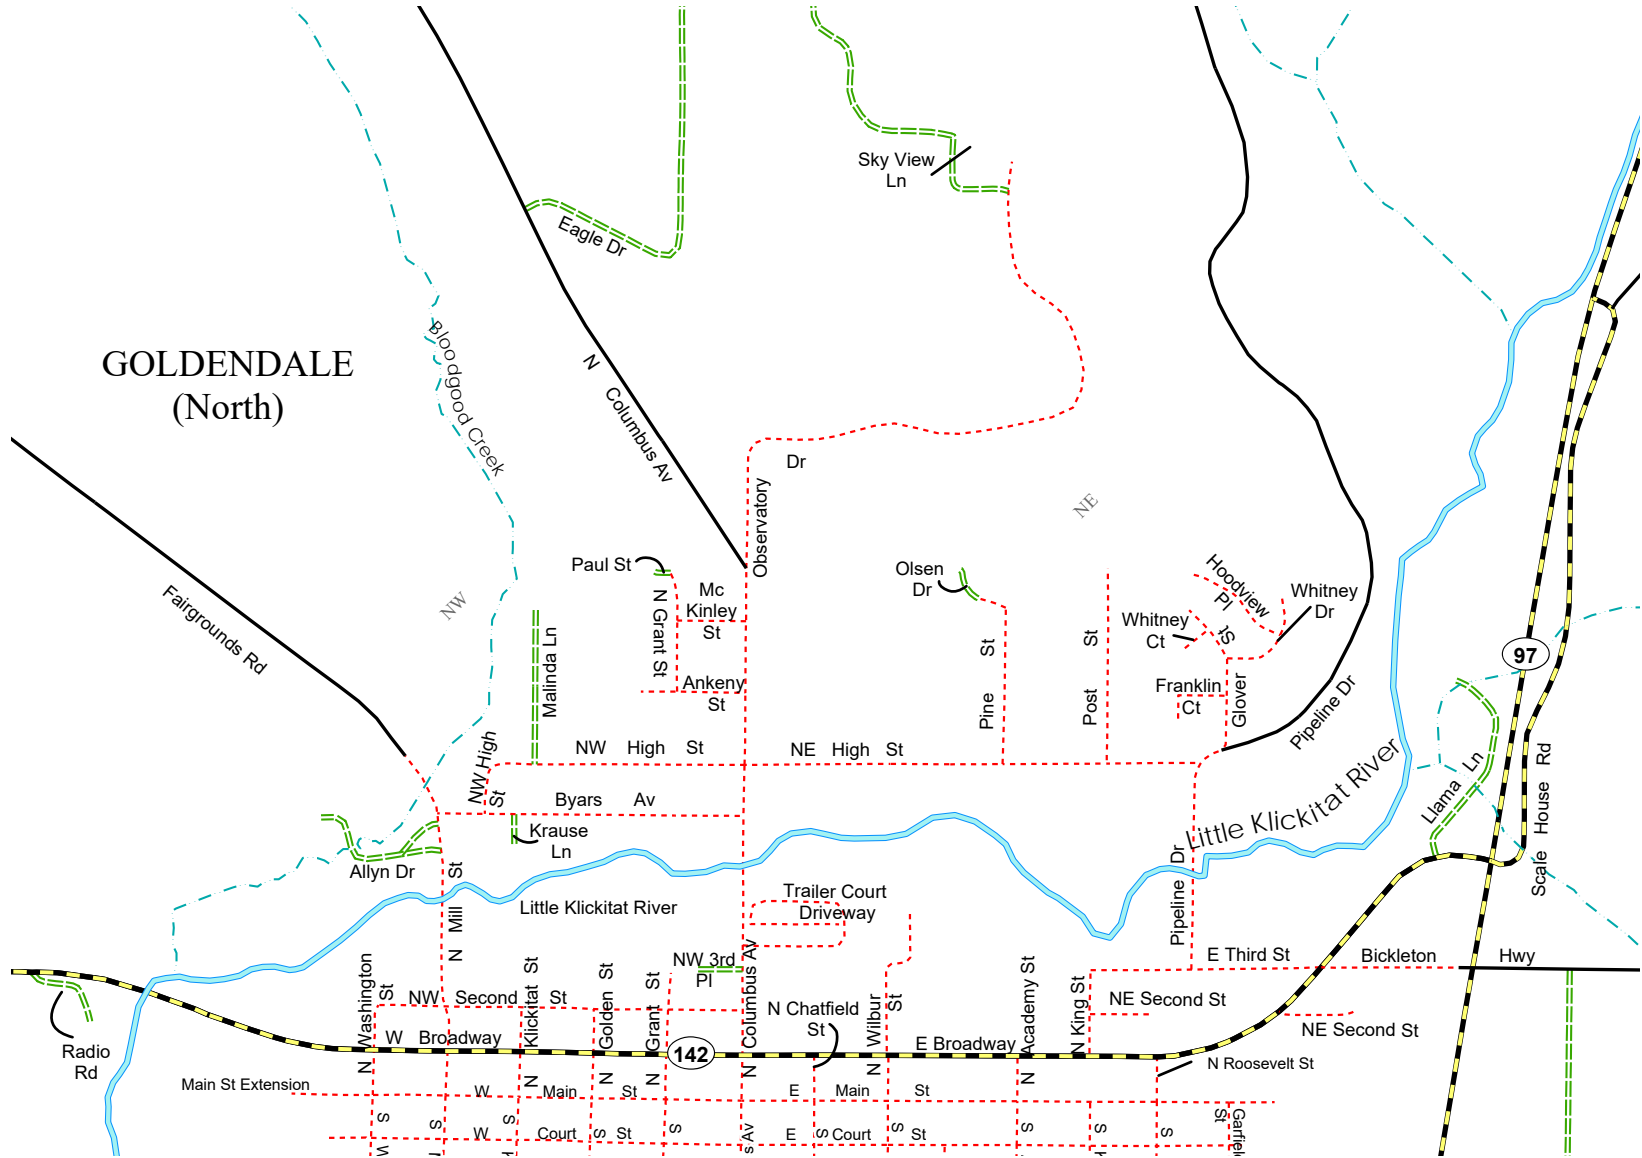 Sky View
Ln
Eagle Dr
GOLDENDALE
(North)
Bloodgood Creek
N Columbus Av
Observatory
Dr
NE
NW
Fairgrounds Rd
Paul St
Mc
Kinley
St
N Grant St
Ankeny
St
Malinda Ln
Olsen
Dr
Pine St
Post St
Hoodview
Pl
Whitney
Dr
Whitney
Ct
Glover St
Franklin
Ct
Pipeline Dr
97
Llama Ln
Scale House Rd
NW High St
NE High St
NW High
St
Byars Av
Krause
Ln
Allyn Dr
N Mill St
Little Klickitat River
Little Klickitat River
Trailer Court
Driveway
Pipeline Dr
NW 3rd
Pl
E Third St
Bickleton Hwy
NE Second St
NE Second St
NW Second St
N Washington St
N Klickitat St
N Golden St
N Grant St
N Columbus Av
N Chatfield
St
N Wilbur St
N Academy St
N King St
Radio
Rd
W Broadway
142
E Broadway
N Roosevelt St
Main St Extension
W Main St
E Main St
S
S
S
S
S
S
S
S
S
S
W Court St
E Court St
W
s Av
St